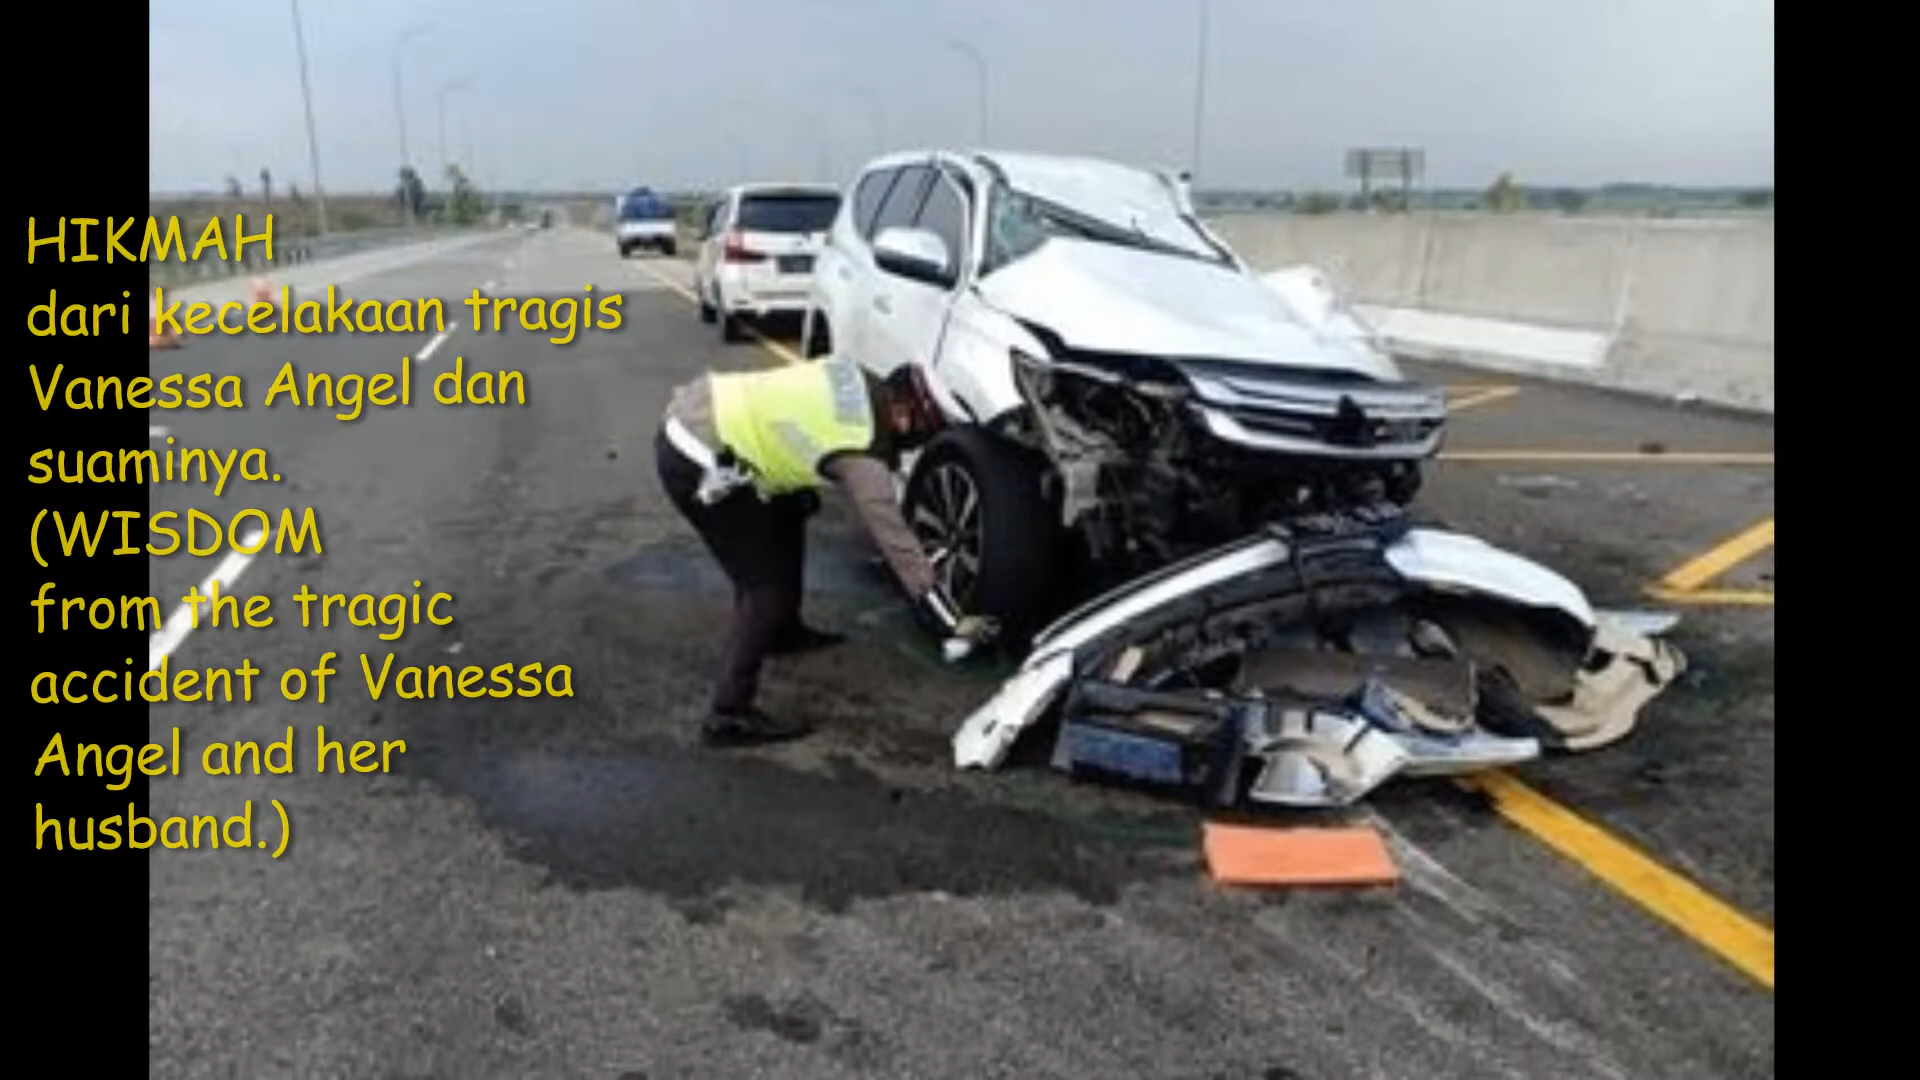 HIKMAH
dari kecelakaan tragis
Vanessa Angel dan
suaminya.
(WISDOM
from the tragic
accident of Vanessa
Angel and her
husband.)